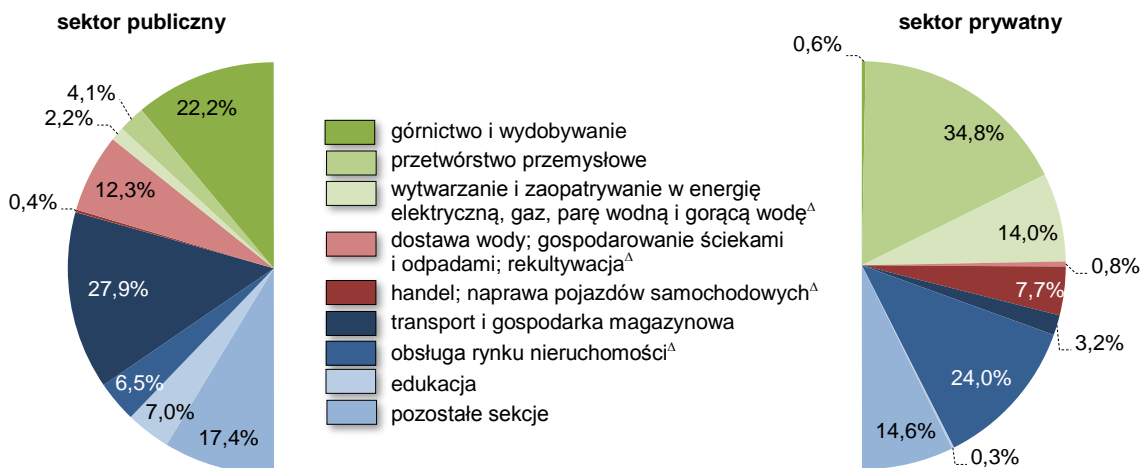 sektor publiczny
22,2%
4,1%
2,2%
12,3%
0,4%
27,9%
6,5%
7,0%
17,4%
górnictwo i wydobywanie
przetwórstwo przemysłowe
wytwarzanie i zaopatrywanie w energię
elektryczną, gaz, parę wodną i gorącą wodę^Δ
dostawa wody; gospodarowanie ściekami
i odpadami; rekultywacja^Δ
handel; naprawa pojazdów samochodowych^Δ
transport i gospodarka magazynowa
obsługa rynku nieruchomości^Δ
edukacja
pozostałe sekcje
sektor prywatny
0,6%
34,8%
14,0%
0,8%
7,7%
3,2%
24,0%
0,3%
14,6%